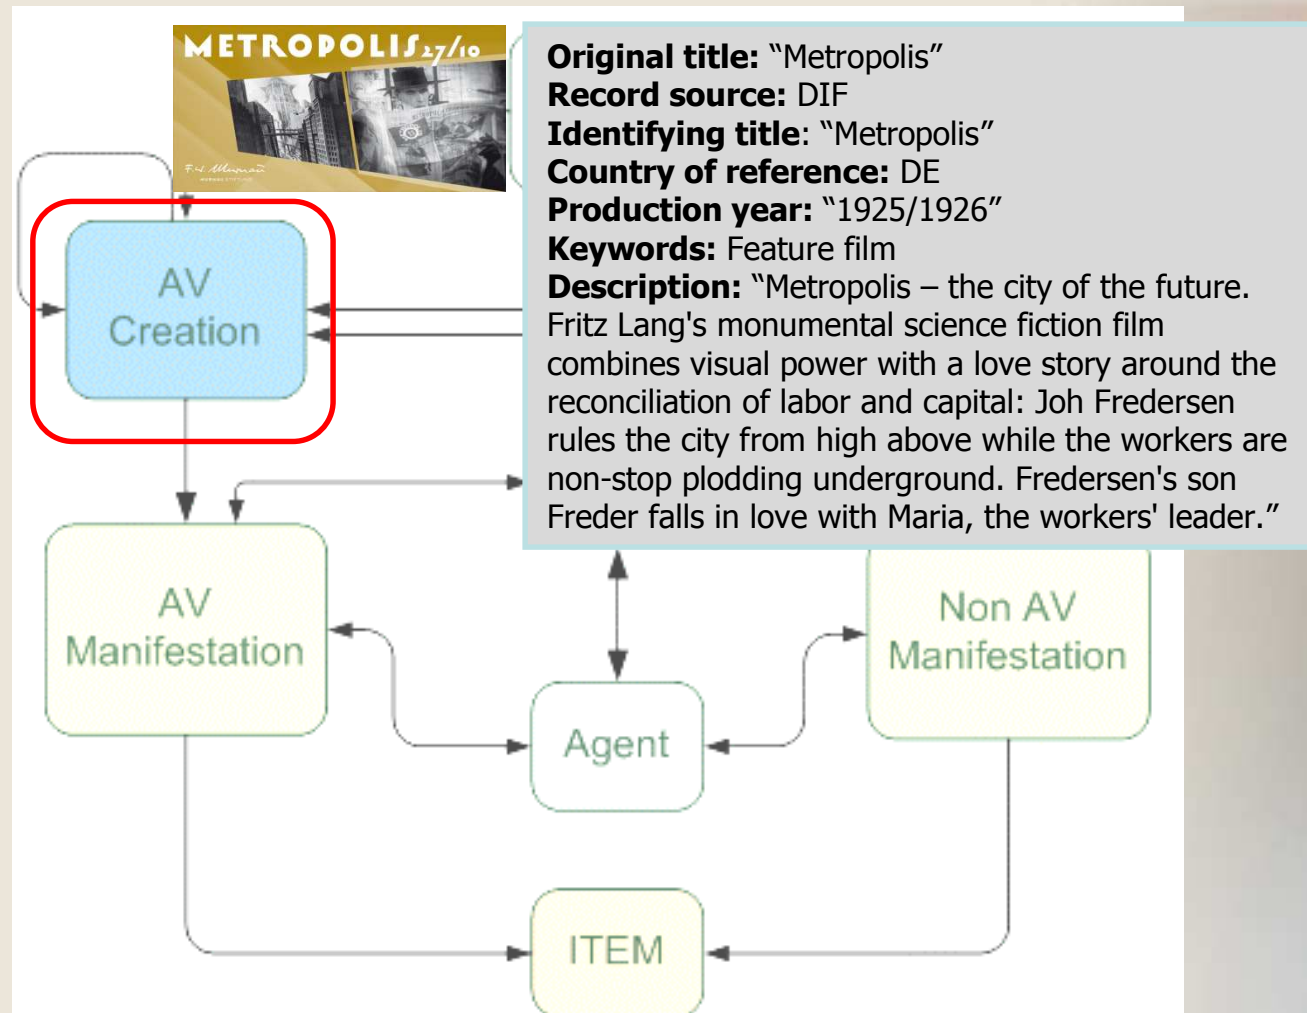 METROPOLIS 27/10
F.W. Murnau
Original title: “Metropolis”
Record source: DIF
Identifying title: “Metropolis”
Country of reference: DE
Production year: “1925/1926”
Keywords: Feature film
Description: “Metropolis – the city of the future.
Fritz Lang's monumental science fiction film
combines visual power with a love story around the
reconciliation of labor and capital: Joh Fredersen
rules the city from high above while the workers are
non-stop plodding underground. Fredersen's son
Freder falls in love with Maria, the workers' leader.”
AV
Creation
AV
Manifestation
Non AV
Manifestation
Agent
ITEM